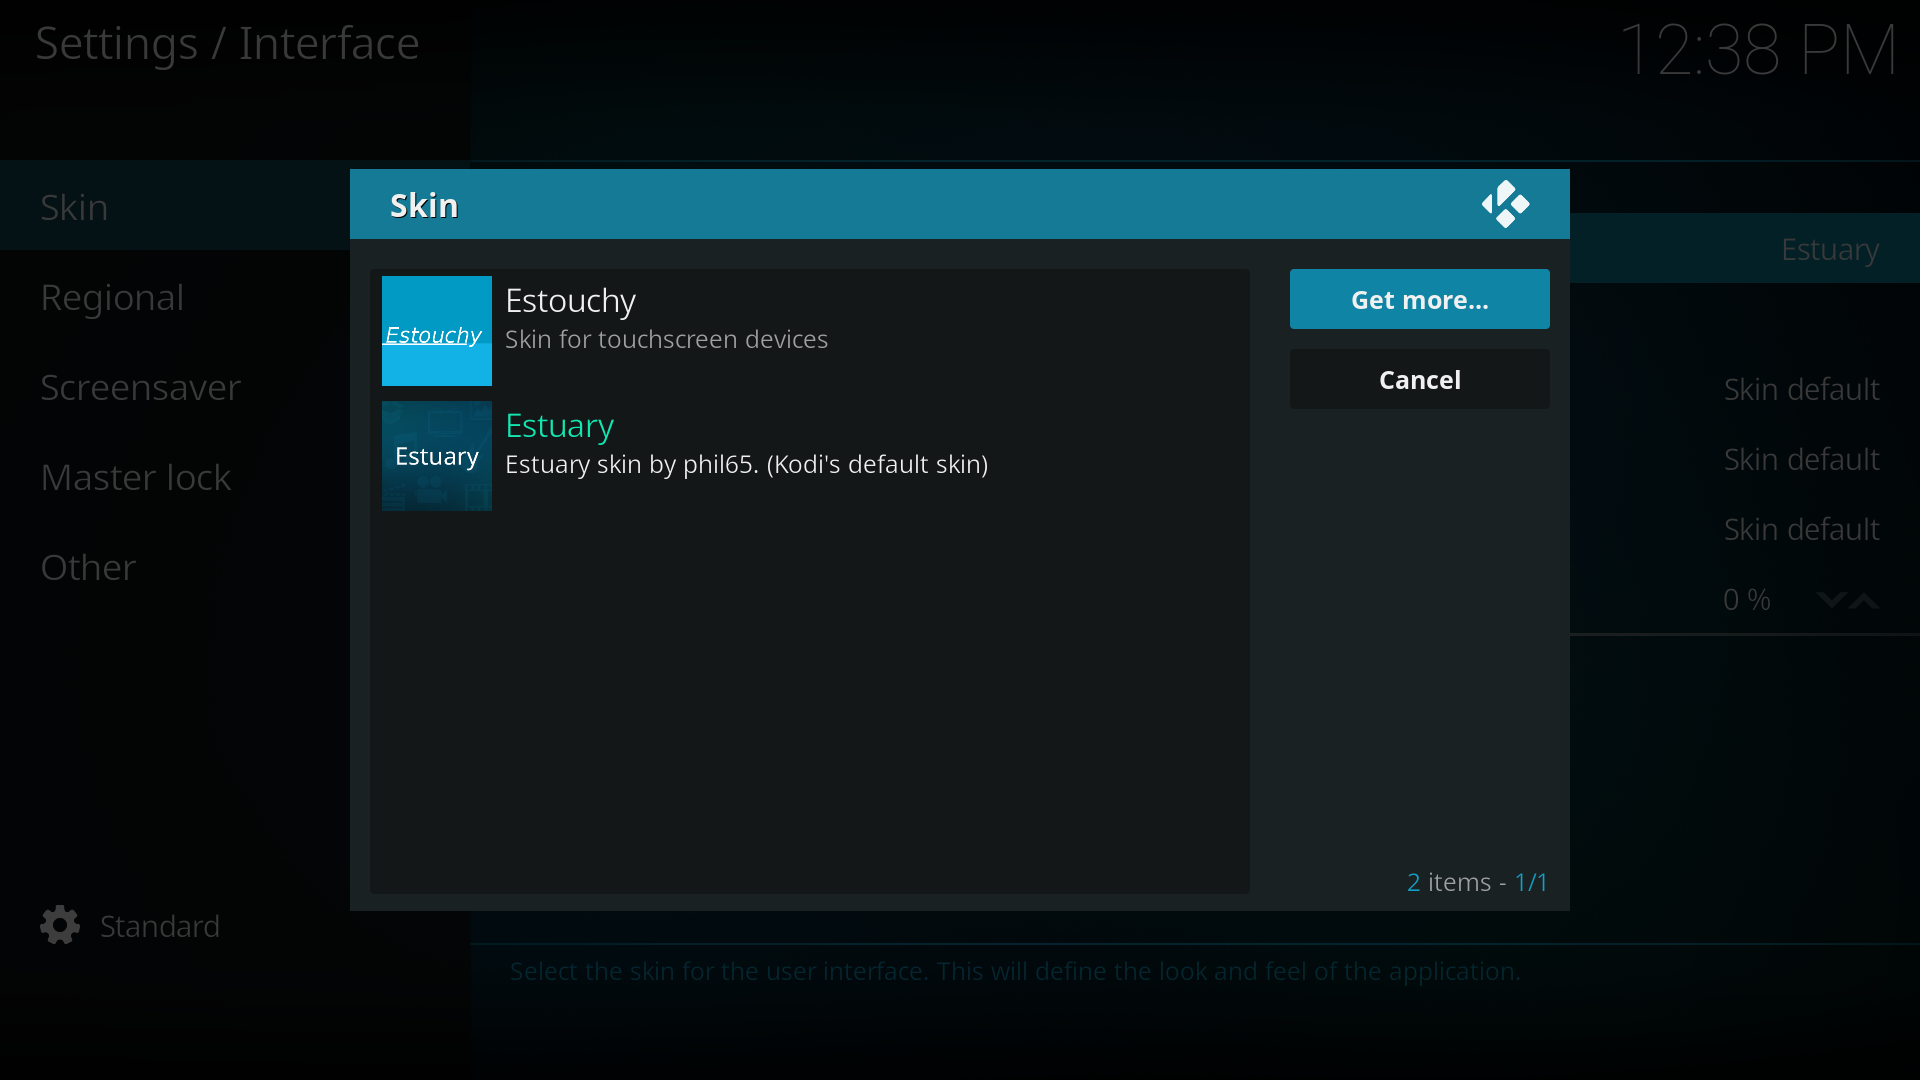 Settings / Interface
12:38 PM
Skin
Regional
Screensaver
Master lock
Other
Standard
Skin
Estouchy
Estouchy
Skin for touchscreen devices
Estuary
Estuary
Estuary skin by phil65. (Kodi's default skin)
Get more...
Cancel
2 items - 1/1
Estuary
Skin default
Skin default
Skin default
0 %
Select the skin for the user interface. This will define the look and feel of the application.